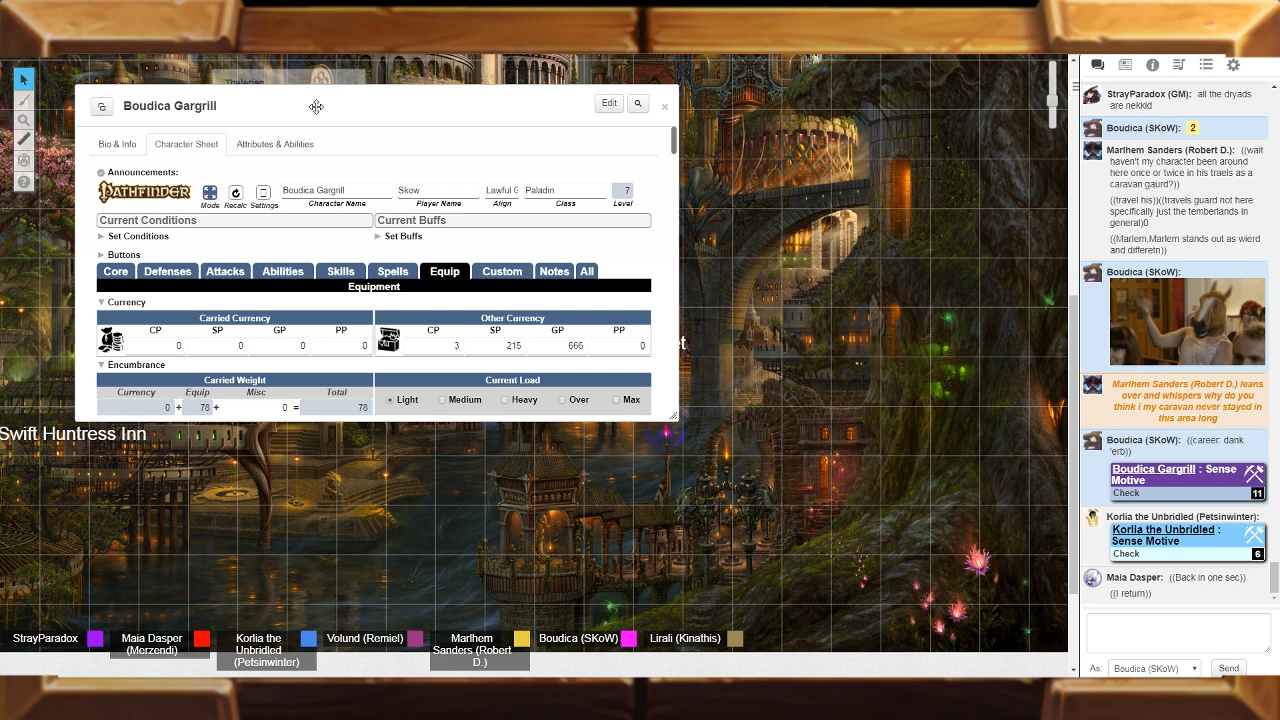 Thelerian
Boudica Gargrill
Edit
×
Bio & Info
Character Sheet
Attributes & Abilities
Announcements:
PATHFINDER
Mode
Recalc
Settings
Boudica Gargrill
Skow
Lawful G
Paladin
7
Character Name
Player Name
Align
Class
Level
Current Conditions
Current Buffs
Set Conditions
Set Buffs
Buttons
Core
Defenses
Attacks
Abilities
Skills
Spells
Equip
Custom
Notes
All
Equipment
Currency
Carried Currency
Other Currency
CP SP GP PP
CP SP GP PP
0 0 0 0
3 215 666 0
Encumbrance
Carried Weight
Current Load
Currency Equip Misc Total
0 + 78 + 0 = 78
Light Medium Heavy Over Max
et
Swift Huntress Inn
StrayParadox
Maia Dasper
(Merzendi)
Korlia the
Unbridled
(Petsinwinter)
Volund (Remiel)
Marlhem
Sanders (Robert
D.)
Boudica (SKoW)
Lirali (Kinathis)
StrayParadox (GM): all the dryads
are nekkid
Boudica (SKoW): 2
Marlhem Sanders (Robert D.): ((wait
haven't my character been around
here once or twice in his traels as a
caravan gaurd?))
((travel his)((travels guard not here
specifically just the temberlands in
general)0
((Marlem,Marlem stands out as wierd
and differetn))
Boudica (SKoW):
Marlhem Sanders (Robert D.) leans
over and whispers why do you
think i my caravan never stayed in
this area long
Boudica (SKoW): ((career: dank
'erb))
Boudica Gargrill : Sense
Motive
Check 11
Korlia the Unbridled (Petsinwinter):
Korlia the Unbridled :
Sense Motive
Check 6
Maia Dasper: ((Back in one sec))
((I return))
As: Boudica (SKoW)
Send